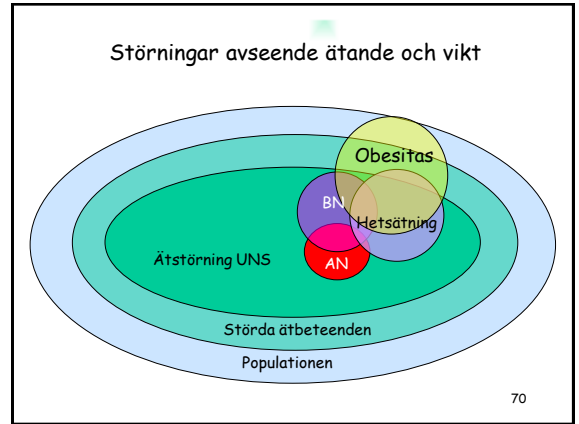 Störningar avseende ätande och vikt
Obesitas
BN
Hetsätning
Ätstörning UNS
AN
Störda ätbeteenden
Populationen
70